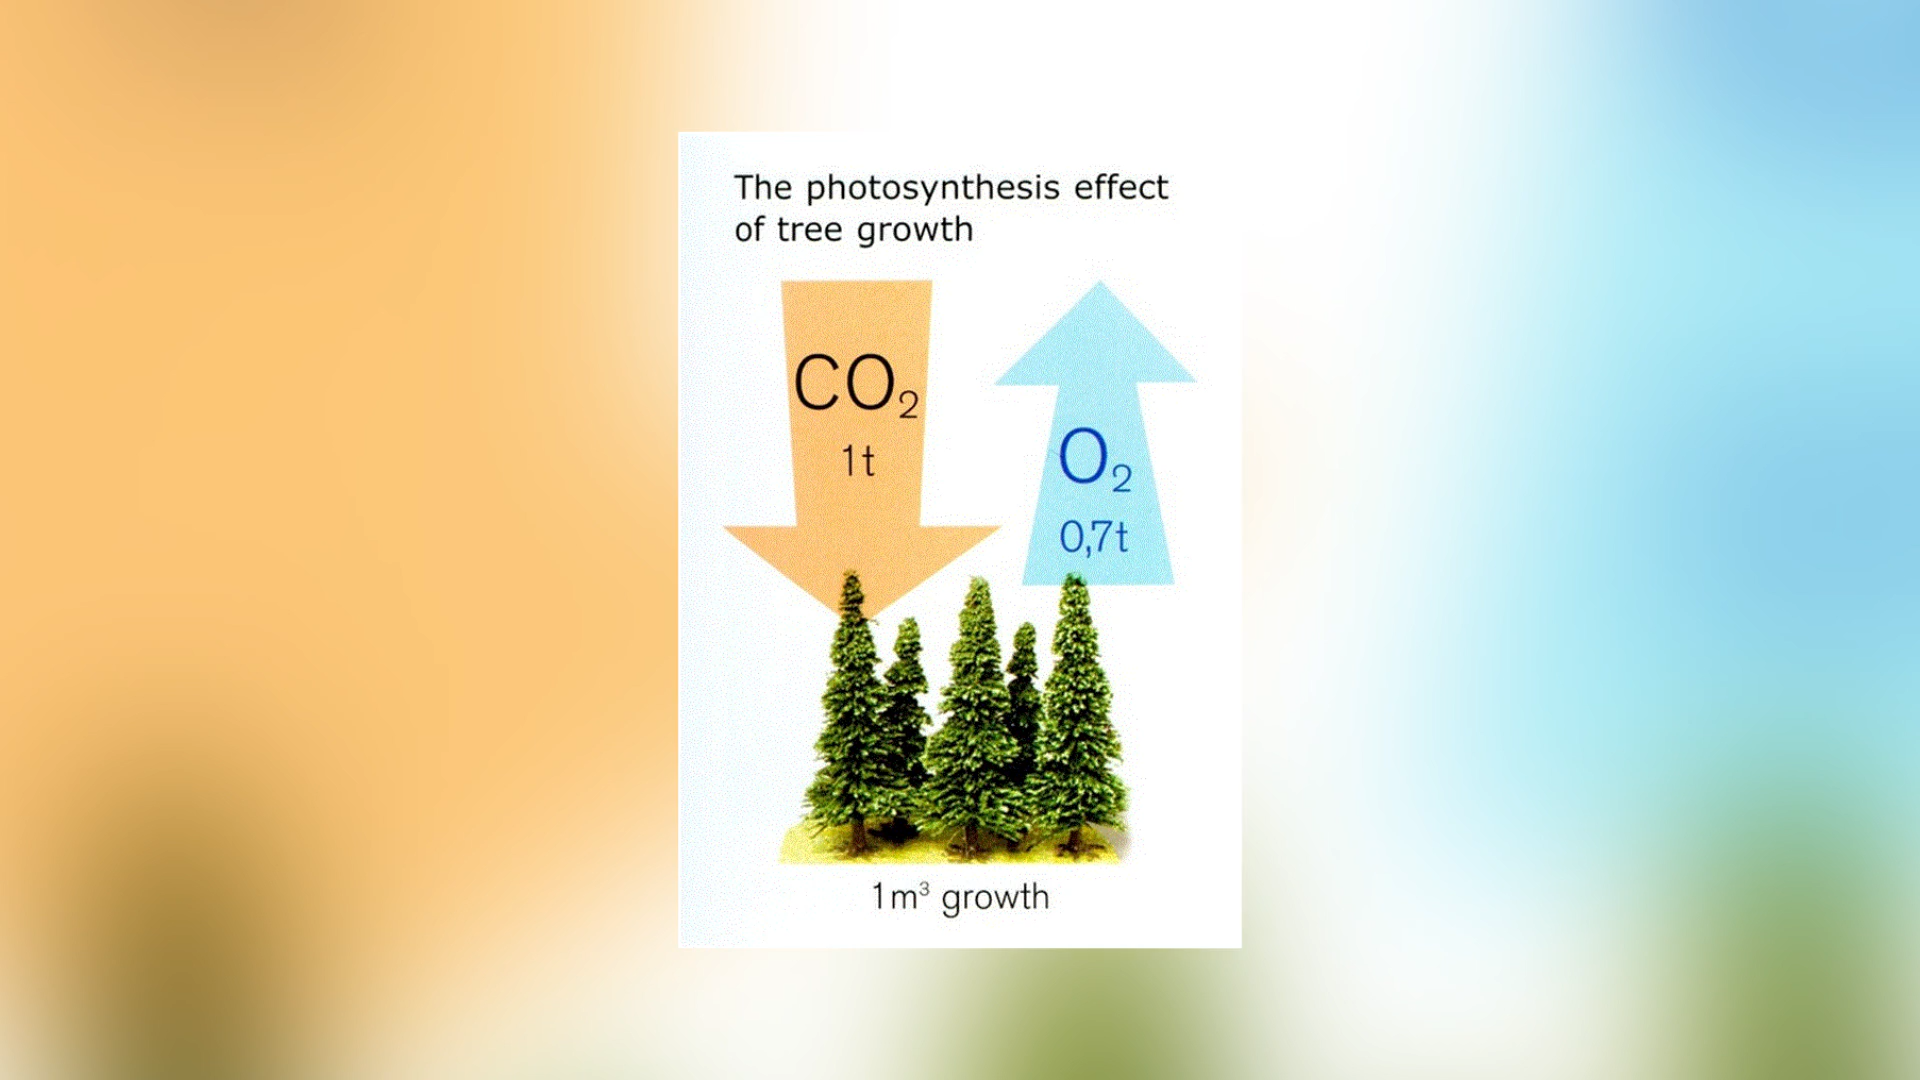 The photosynthesis effect
of tree growth
CO₂
1t
O₂
0,7t
1m³ growth